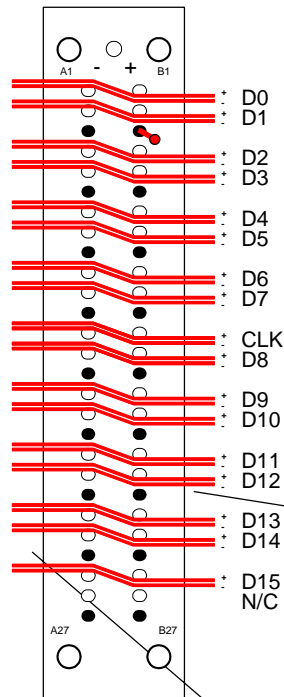 A1 - + B1
+ - D0
+ - D1
+ - D2
+ - D3
+ - D4
+ - D5
+ - D6
+ - D7
+ - CLK
+ - D8
+ - D9
+ - D10
+ - D11
+ - D12
+ - D13
+ - D14
+ - D15
N/C
A27 B27